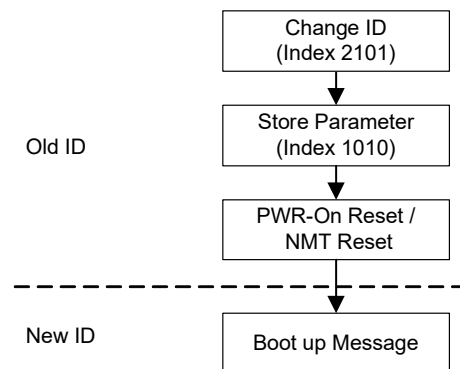 Change ID
(Index 2101)
Old ID
Store Parameter
(Index 1010)
PWR-On Reset /
NMT Reset
New ID
Boot up Message